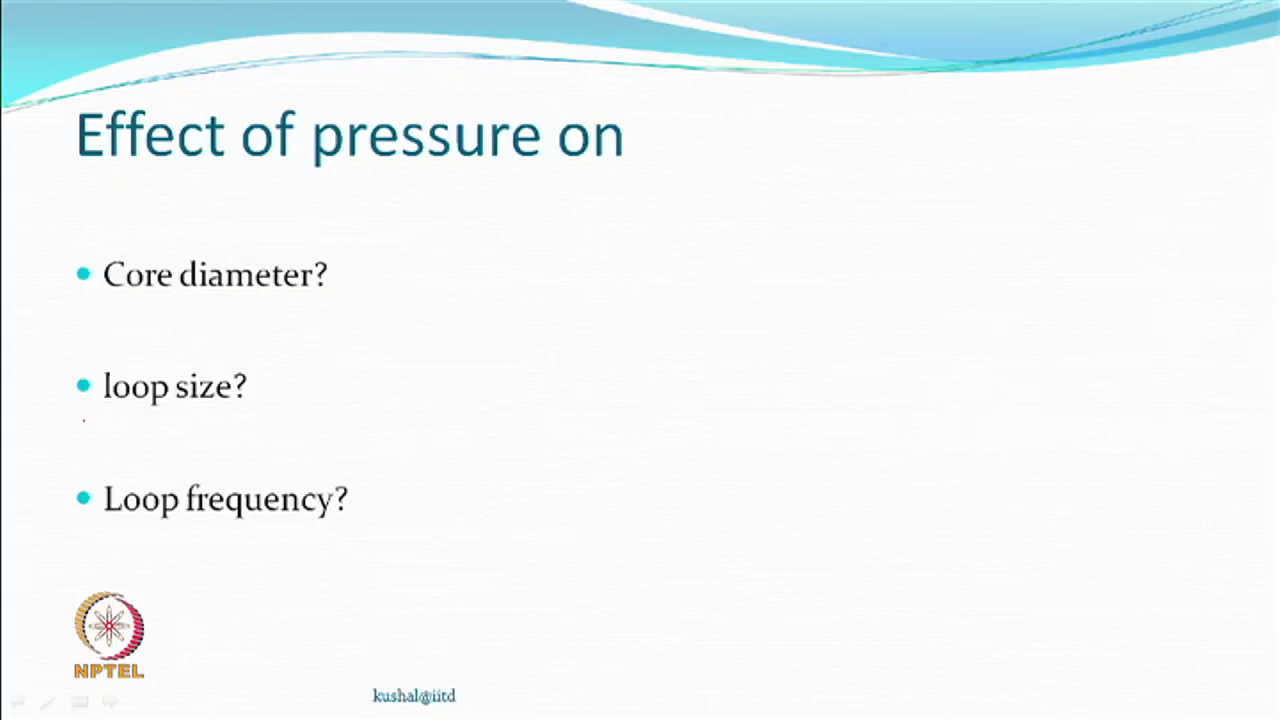 Effect of pressure on
Core diameter?
loop size?
Loop frequency?
NPTEL
kushal@iitd